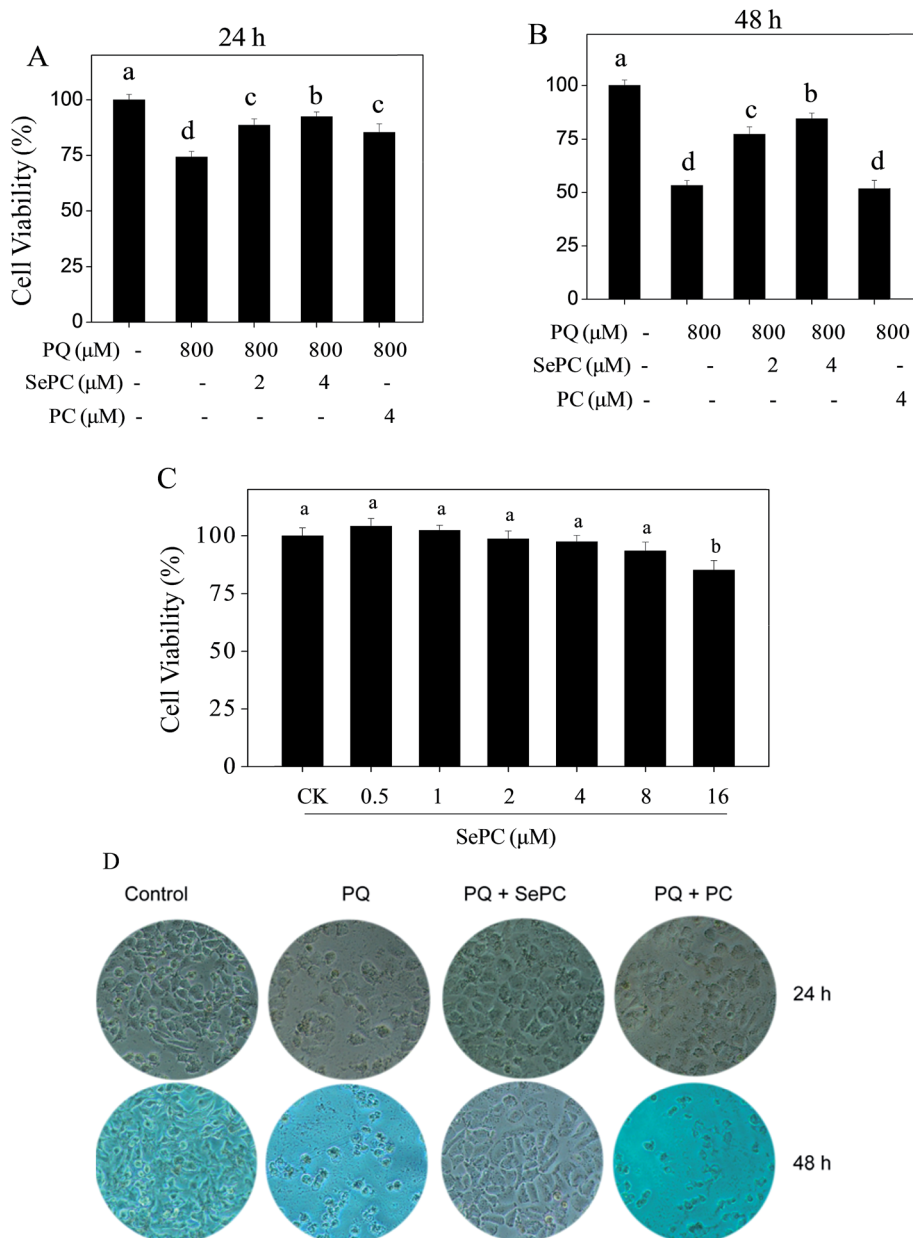 A
24 h
Cell Viability (%)
100
75
50
25
0
a
d
c
b
c
PQ (μM) - 800 800 800 800
SePC (μM) - - 2 4 -
PC (μM) - - - - 4
B
48 h
100
75
50
25
0
a
d
c
b
d
PQ (μM) - 800 800 800 800
SePC (μM) - - 2 4 -
PC (μM) - - - - 4
C
Cell Viability (%)
100
75
50
25
0
a
a
a
a
a
a
b
CK 0.5 1 2 4 8 16
SePC (μM)
D
Control PQ PQ + SePC PQ + PC
24 h
48 h